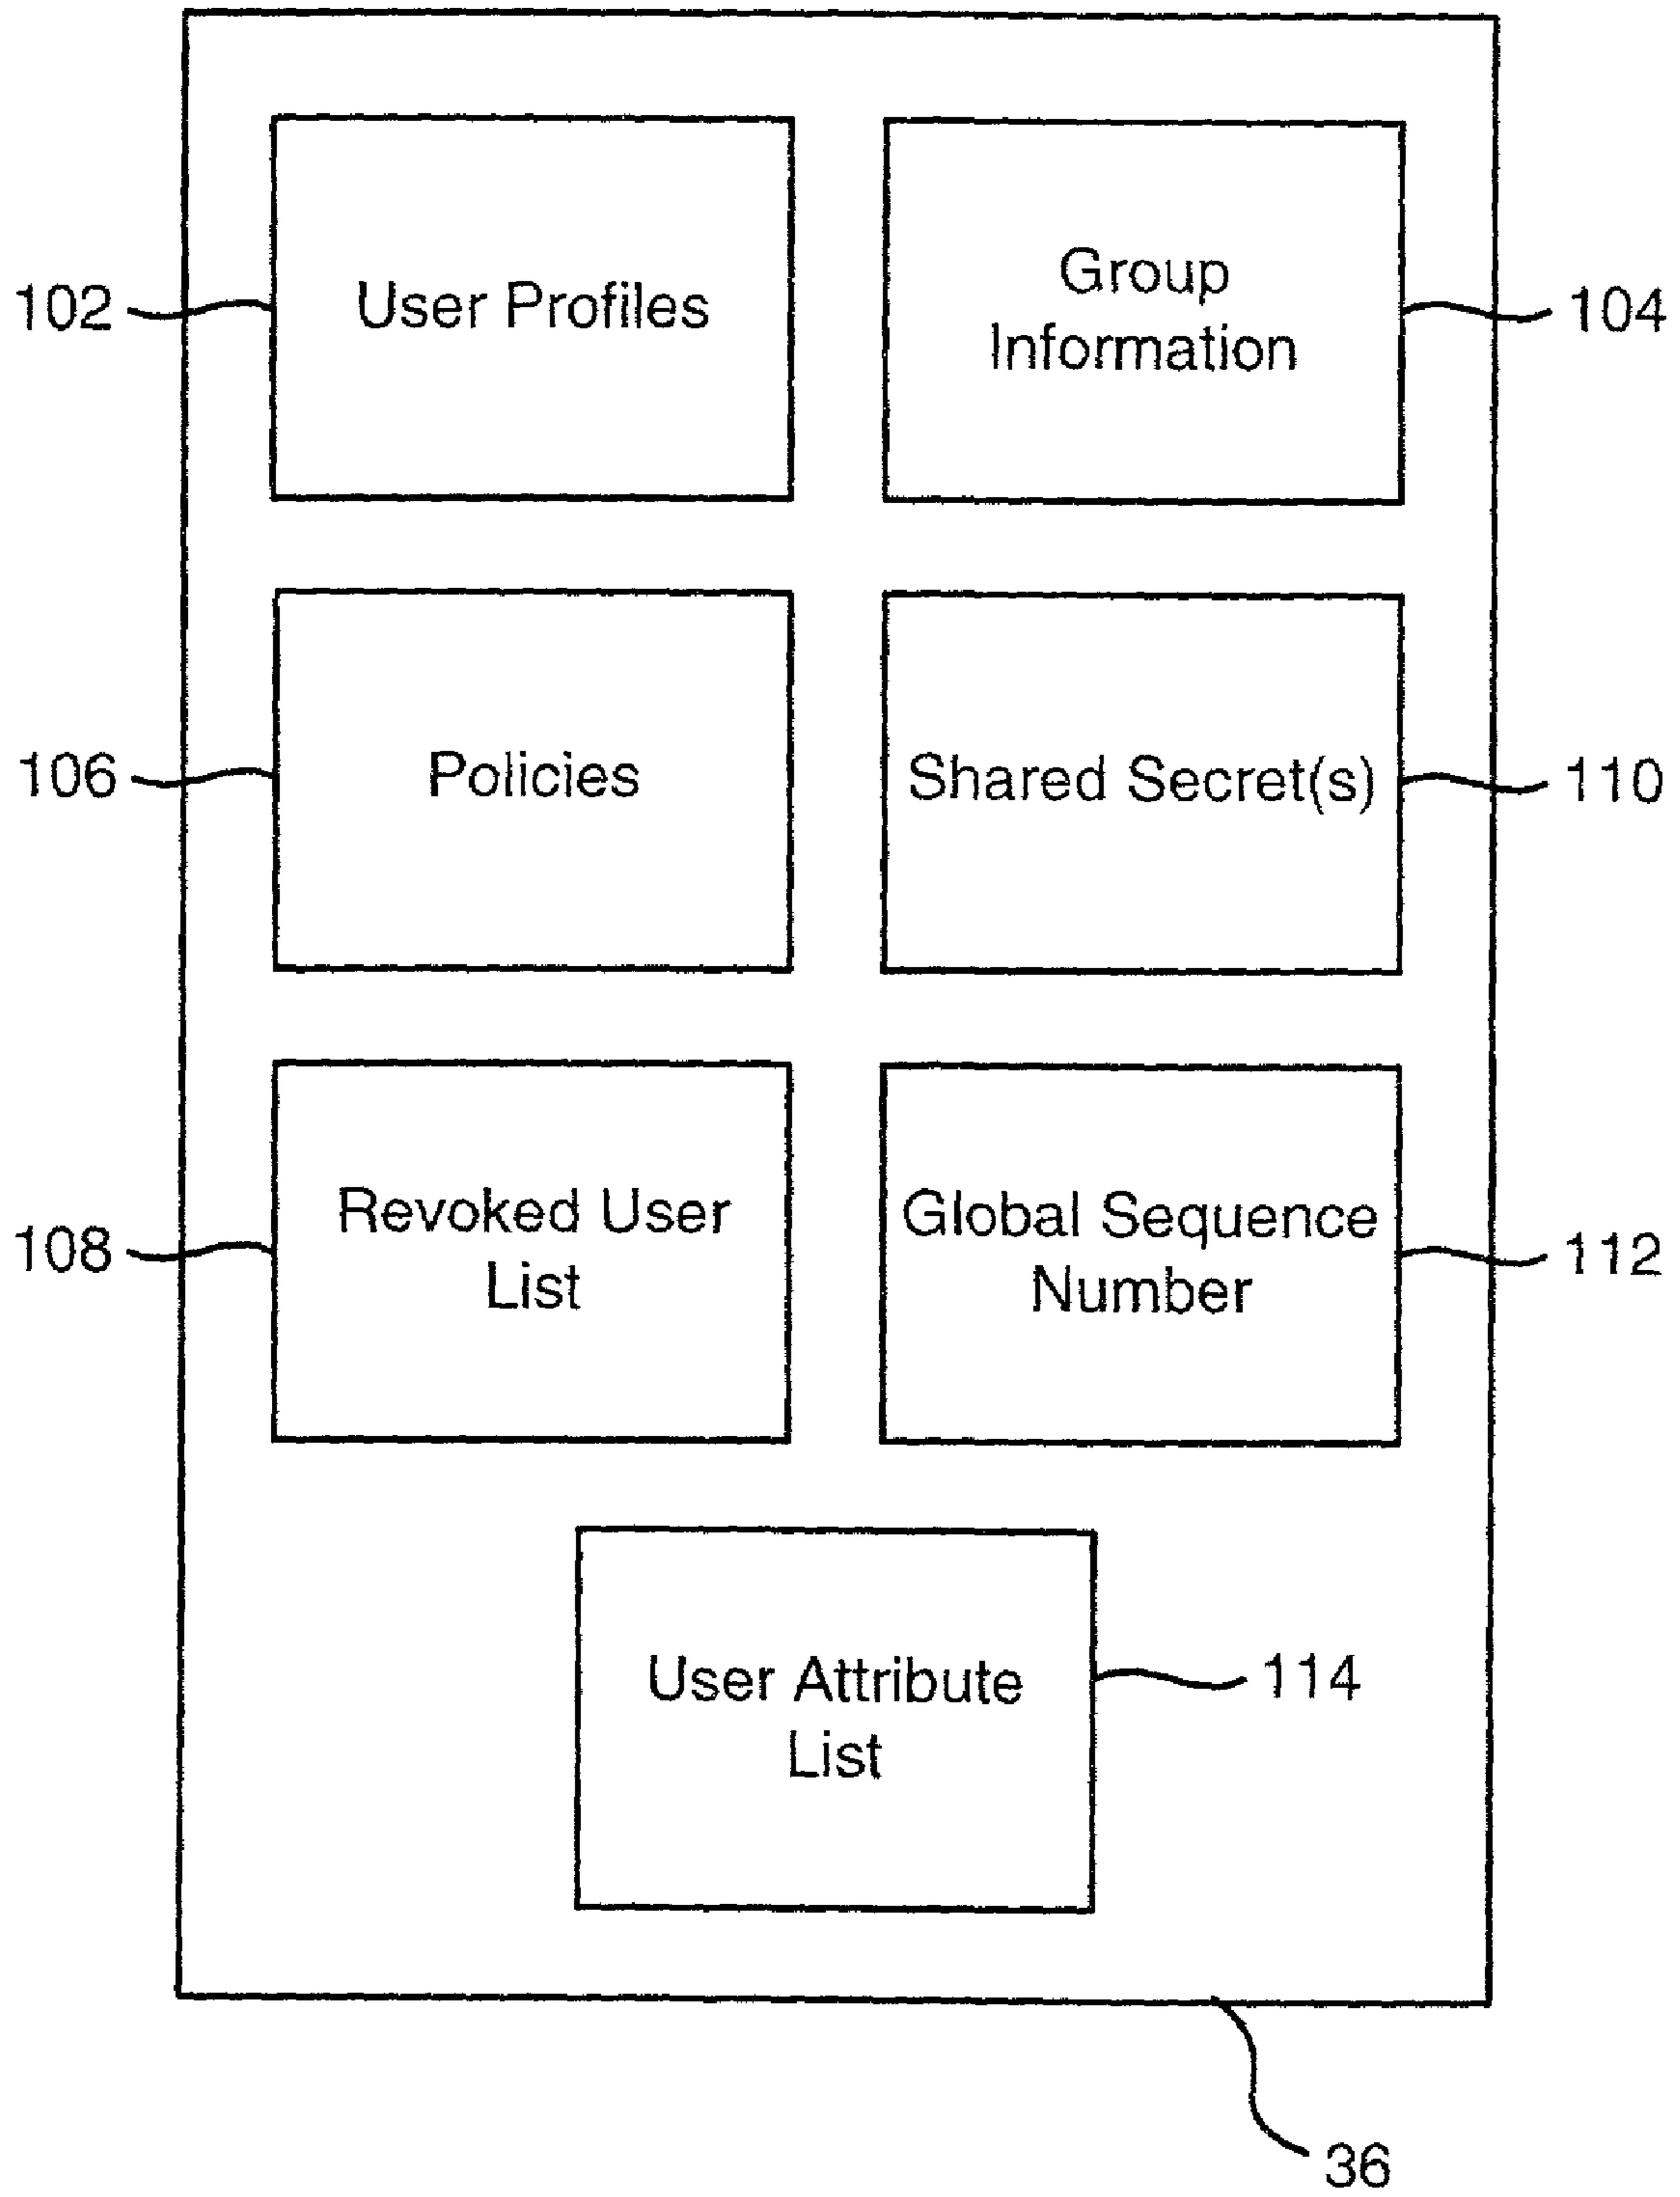 102
User Profiles
Group
Information
104
106
Policies
Shared Secret(s)
110
108
Revoked User
List
Global Sequence
Number
112
User Attribute
List
114
36